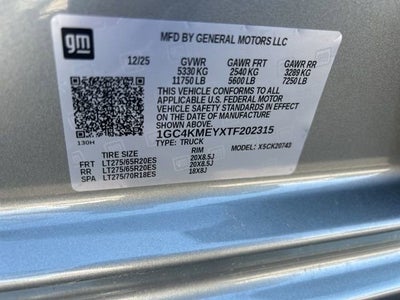 gm
MFD BY GENERAL MOTORS LLC
12/25 GVWR GAWR FRT GAWR RR
5330 KG 2540 KG 3289 KG
11750 LB 5600 LB 7250 LB
THIS VEHICLE CONFORMS TO ALL
APPLICABLE U.S. FEDERAL MOTOR
VEHICLE SAFETY STANDARDS IN EFFECT
ON THE DATE OF MANUFACTURE SHOWN ABOVE.
1GC4KMEYXTF202315
TYPE: TRUCK MODEL: X5CK20743
130H
TIRE SIZE RIM
FR LT275/65R20ES 20X8.5J
RR LT275/65R20ES 20X8.5J
SPA LT275/70R18ES 18X8J